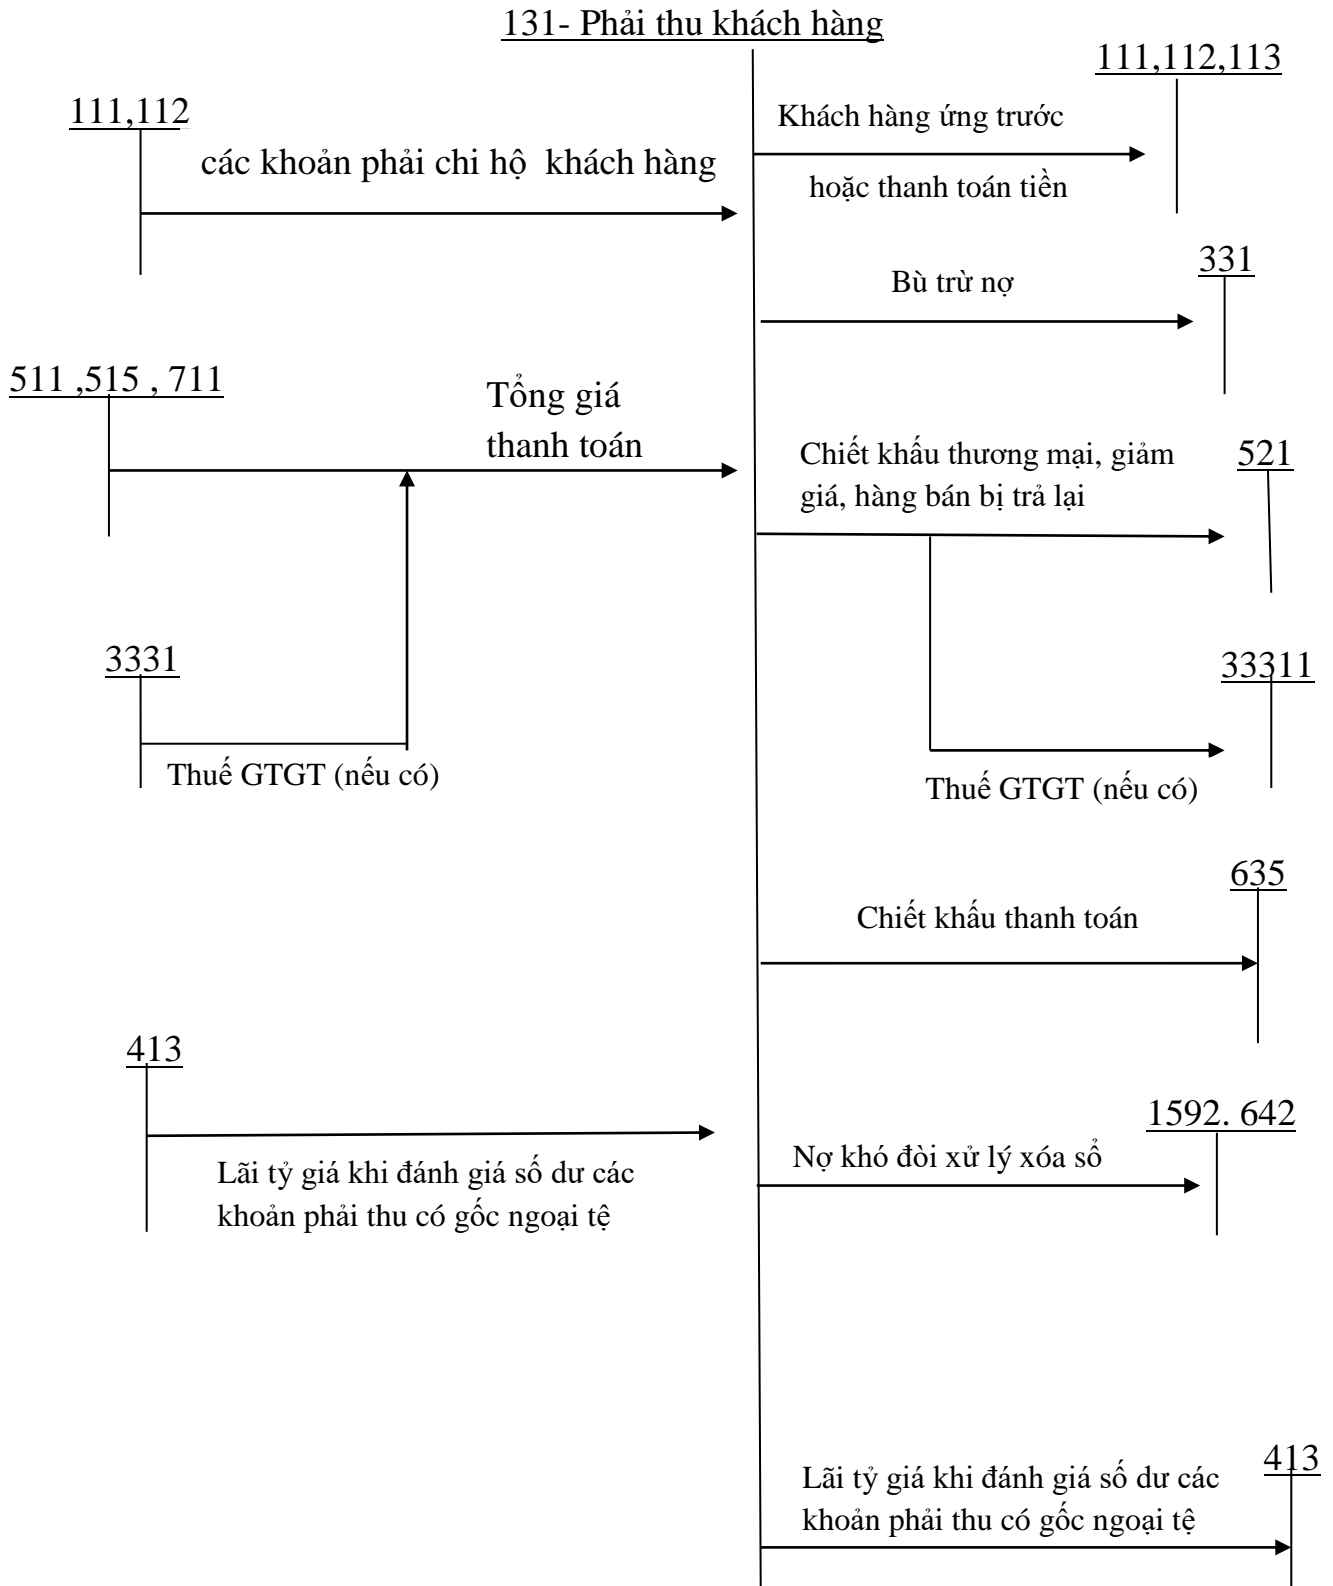 131- Phải thu khách hàng
111,112,113
111,112
Khách hàng ứng trước
các khoản phải chi hộ khách hàng
hoặc thanh toán tiền
331
Bù trừ nợ
511 ,515 , 711
Tổng giá
thanh toán
Chiết khấu thương mại, giảm
giá, hàng bán bị trả lại
521
3331
33311
Thuế GTGT (nếu có)
Thuế GTGT (nếu có)
635
Chiết khấu thanh toán
413
1592. 642
Nợ khó đòi xử lý xóa sổ
Lãi tỷ giá khi đánh giá số dư các
khoản phải thu có gốc ngoại tệ
413
Lãi tỷ giá khi đánh giá số dư các
khoản phải thu có gốc ngoại tệ